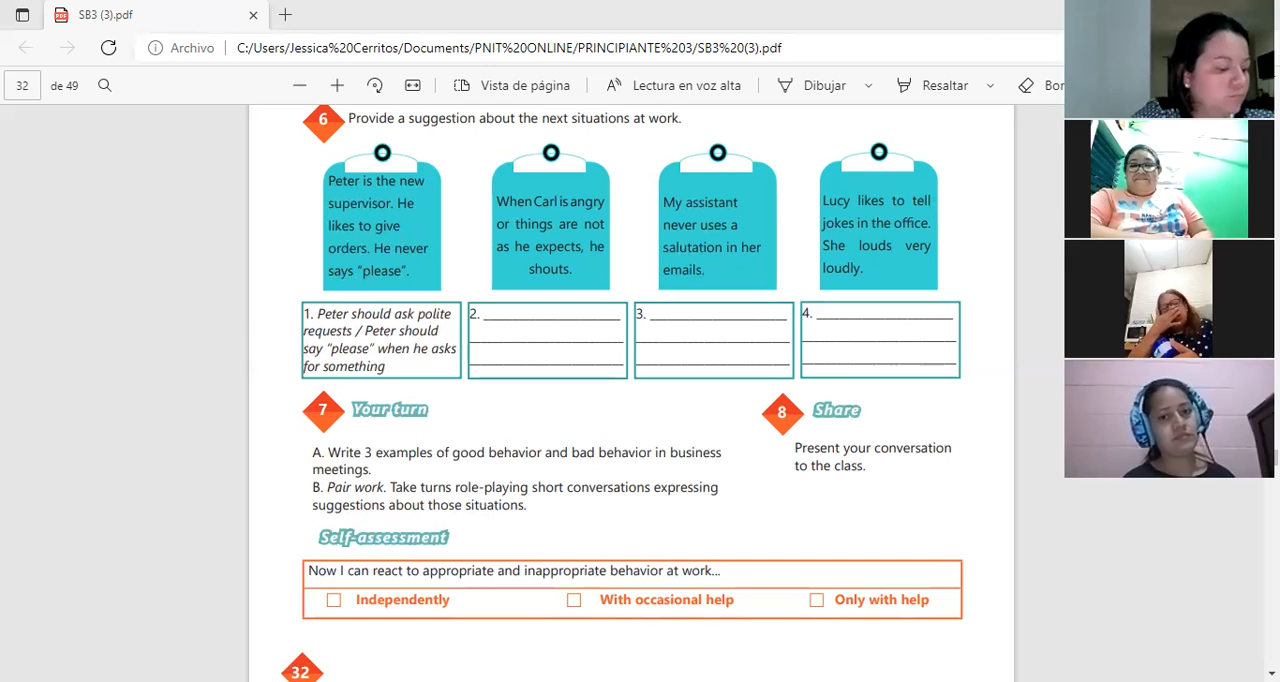 SB3 (3).pdf
Archivo
C:/Users/Jessica%20Cerritos/Documents/PNIT%20ONLINE/PRINCIPIANTE%203/SB3%20(3).pdf
32 de 49
Vista de página
Lectura en voz alta
Dibujar
Resaltar
Bor
6 Provide a suggestion about the next situations at work.
Peter is the new
supervisor. He
likes to give
orders. He never
says “please”.
When Carl is angry
or things are not
as he expects, he
shouts.
My assistant
never uses a
salutation in her
emails.
Lucy likes to tell
jokes in the office.
She louds very
loudly.
1. Peter should ask polite
requests / Peter should
say “please” when he asks
for something
2. ____________________
3. ____________________
4. ____________________
7 Your turn
A. Write 3 examples of good behavior and bad behavior in business
meetings.
B. Pair work. Take turns role-playing short conversations expressing
suggestions about those situations.
8 Share
Present your conversation
to the class.
Self-assessment
Now I can react to appropriate and inappropriate behavior at work...
Independently
With occasional help
Only with help
32